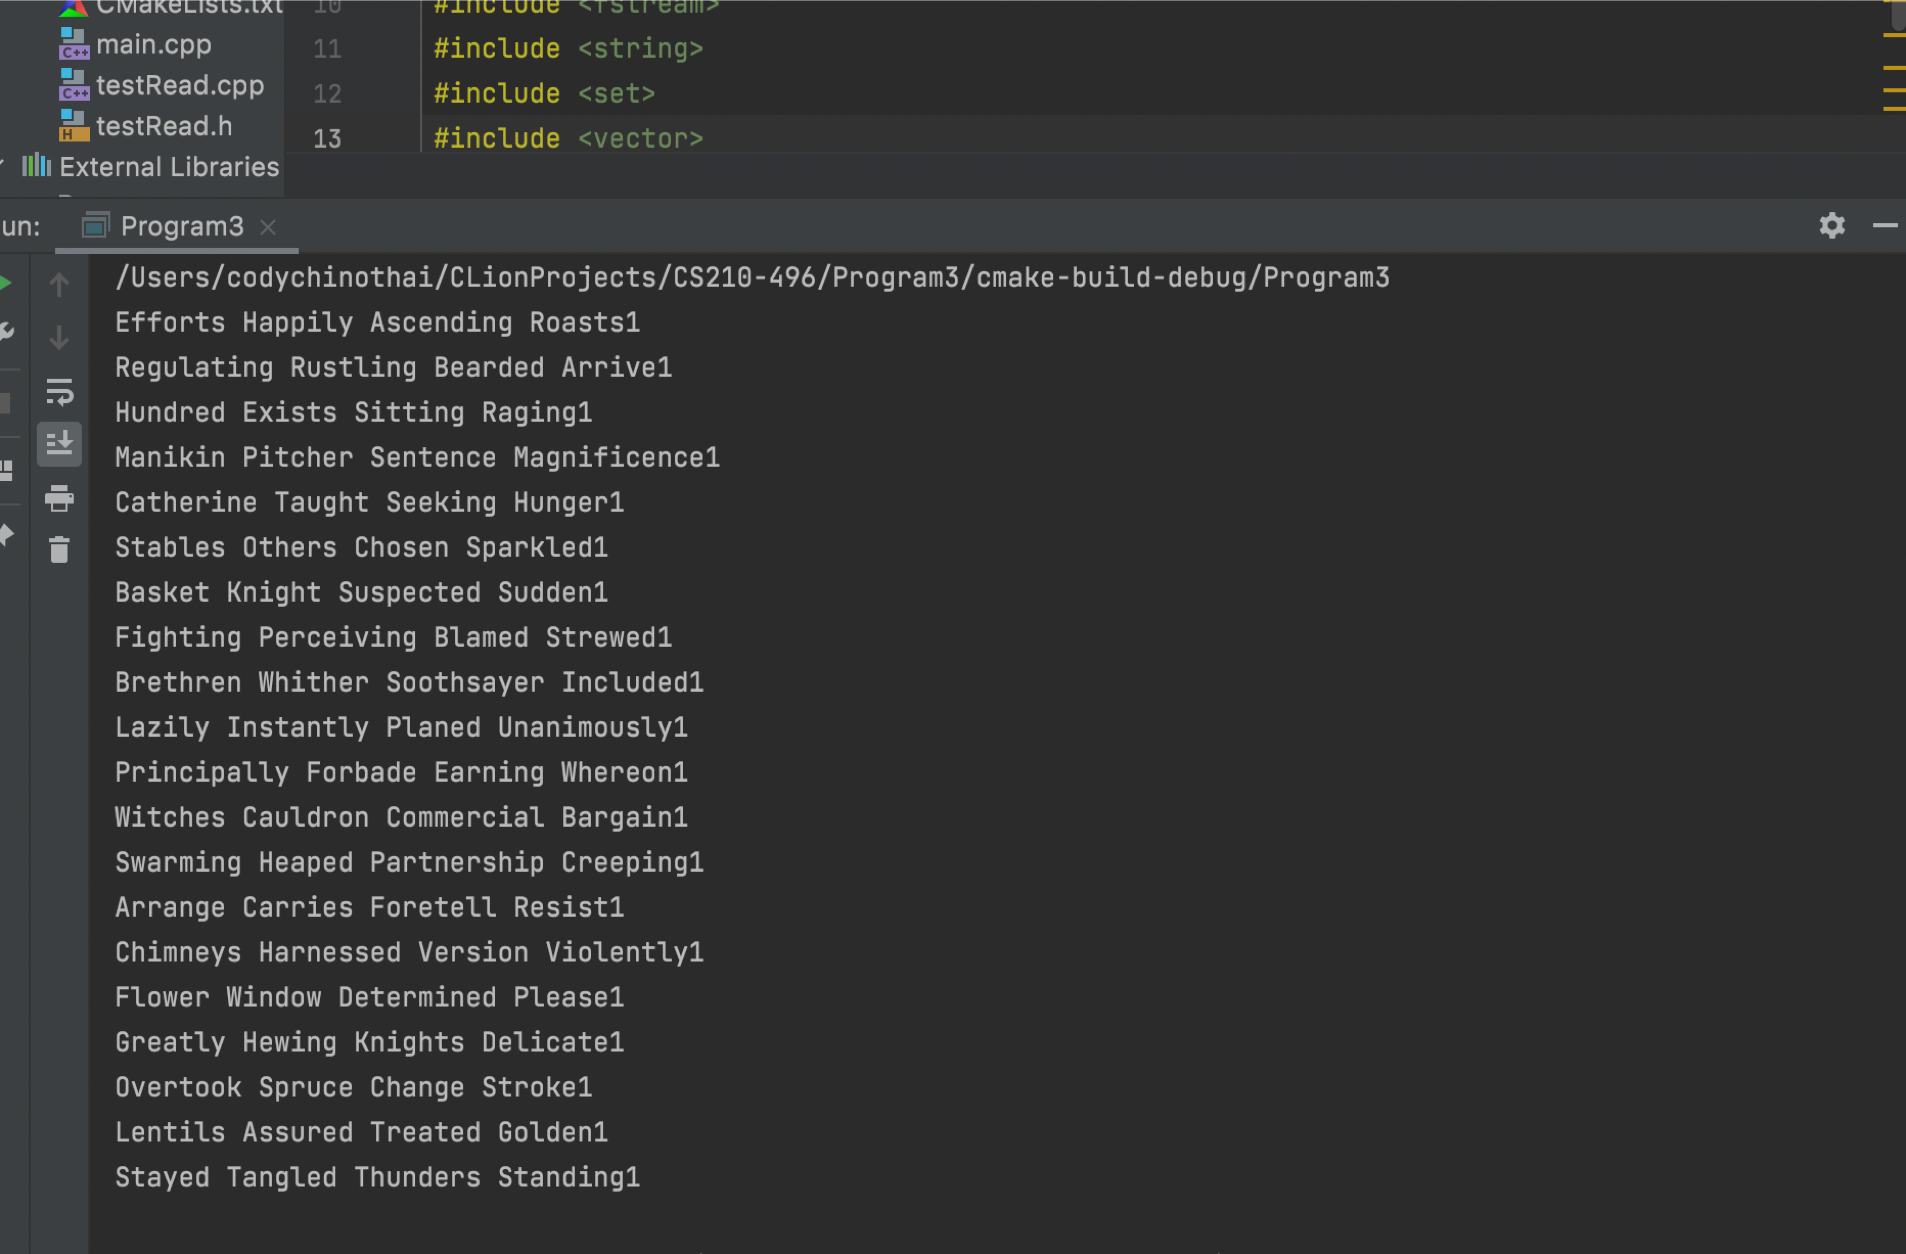 CMakeLists.txt
main.cpp
testRead.cpp
testRead.h
External Libraries
10 #include <fstream>
11 #include <string>
12 #include <set>
13 #include <vector>
un: Program3
/Users/codychinothai/CLionProjects/CS210-496/Program3/cmake-build-debug/Program3
Efforts Happily Ascending Roasts1
Regulating Rustling Bearded Arrive1
Hundred Exists Sitting Raging1
Manikin Pitcher Sentence Magnificence1
Catherine Taught Seeking Hunger1
Stables Others Chosen Sparkled1
Basket Knight Suspected Sudden1
Fighting Perceiving Blamed Strewed1
Brethren Whither Soothsayer Included1
Lazily Instantly Planed Unanimously1
Principally Forbade Earning Whereon1
Witches Cauldron Commercial Bargain1
Swarming Heaped Partnership Creeping1
Arrange Carries Foretell Resist1
Chimneys Harnessed Version Violently1
Flower Window Determined Please1
Greatly Hewing Knights Delicate1
Overtook Spruce Change Stroke1
Lentils Assured Treated Golden1
Stayed Tangled Thunders Standing1